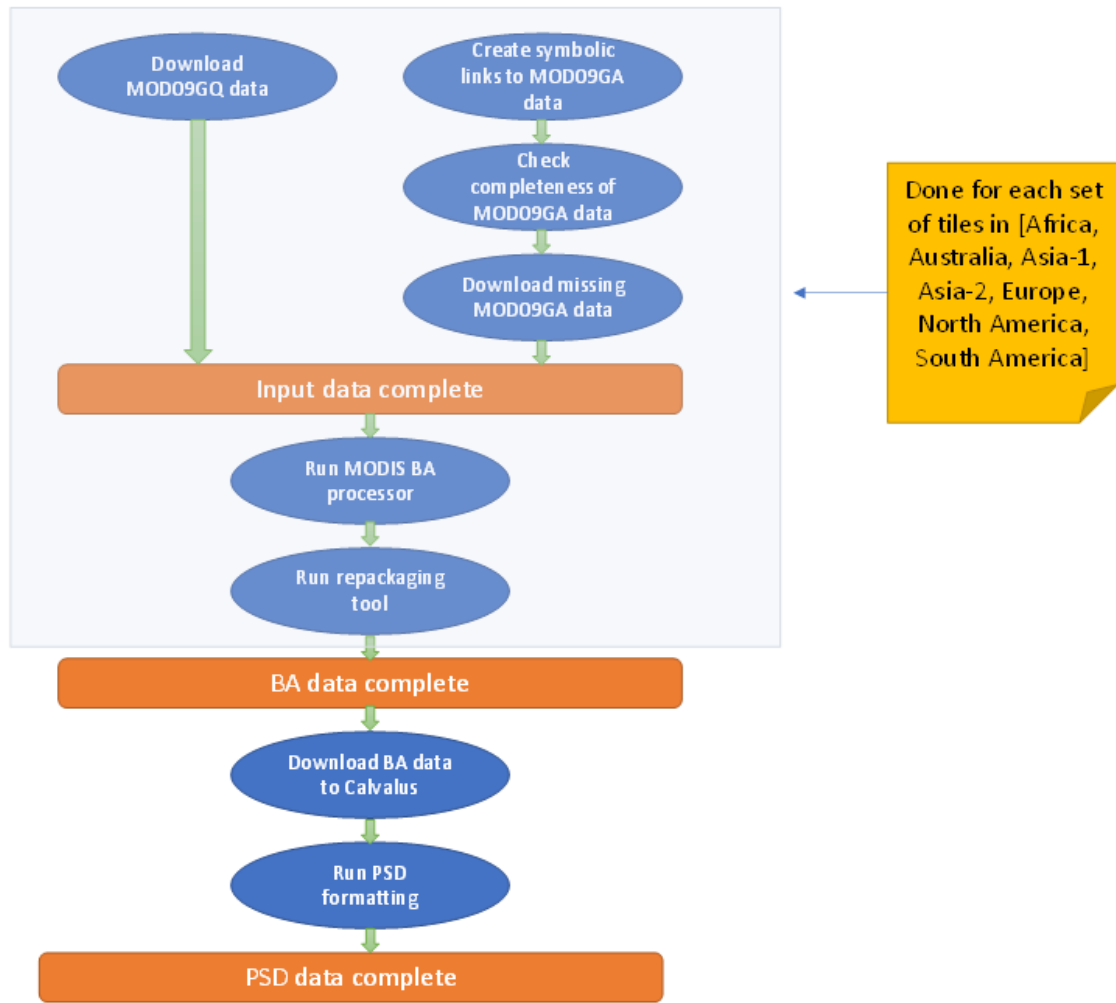 Download
MOD09GQ data
Create symbolic
links to MOD09GA
data
Check
completeness of
MOD09GA data
Download missing
MOD09GA data
Done for each set
of tiles in [Africa,
Australia, Asia-1,
Asia-2, Europe,
North America,
South America]
Input data complete
Run MODIS BA
processor
Run repackaging
tool
BA data complete
Download BA data
to Calvalus
Run PSD
formatting
PSD data complete